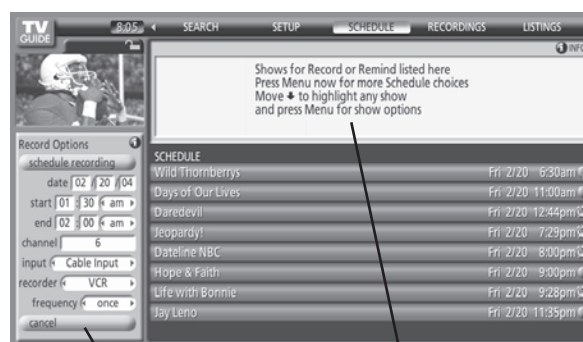 TV GUIDE
8:05
SEARCH SETUP SCHEDULE RECORDINGS LISTINGS
INFO
Shows for Record or Remind listed here
Press Menu now for more Schedule choices
Move ↓ to highlight any show
and press Menu for show options
Record Options
schedule recording
date 02 / 20 / 04
start 01 : 30 am
end 02 : 00 am
channel 6
input Cable Input
recorder VCR
frequency once
cancel
SCHEDULE
Wild Thornberrys Fri 2/20 6:30am
Days of Our Lives Fri 2/20 11:00am
Daredevil Fri 2/20 12:44pm
Jeopardy! Fri 2/20 7:29pm
Dateline NBC Fri 2/20 8:00pm
Hope & Faith Fri 2/20 9:00pm
Life with Bonnie Fri 2/20 9:28pm
Jay Leno Fri 2/20 11:35pm